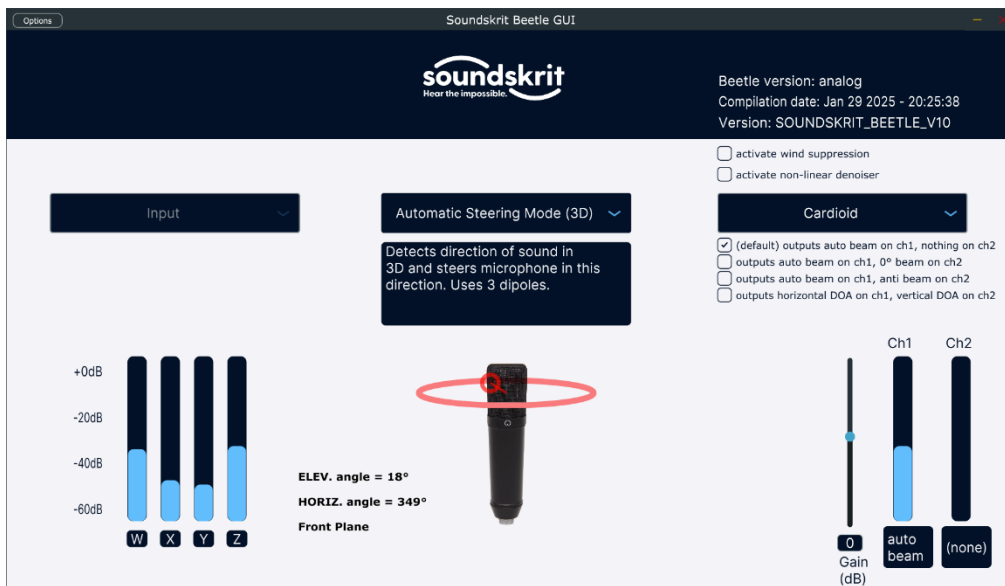 Options
Soundskrit Beetle GUI
soundskrit
Hear the impossible.
Beetle version: analog
Compilation date: Jan 29 2025 - 20:25:38
Version: SOUNDSKRIT_BEETLE_V10
activate wind suppression
activate non-linear denoiser
Input
Automatic Steering Mode (3D)
Cardioid
Detects direction of sound in
3D and steers microphone in this
direction. Uses 3 dipoles.
(default) outputs auto beam on ch1, nothing on ch2
outputs auto beam on ch1, 0° beam on ch2
outputs auto beam on ch1, anti beam on ch2
outputs horizontal DOA on ch1, vertical DOA on ch2
+0dB
-20dB
-40dB
-60dB
W X Y Z
ELEV. angle = 18°
HORIZ. angle = 349°
Front Plane
Ch1 Ch2
0
Gain
(dB)
auto
beam
(none)